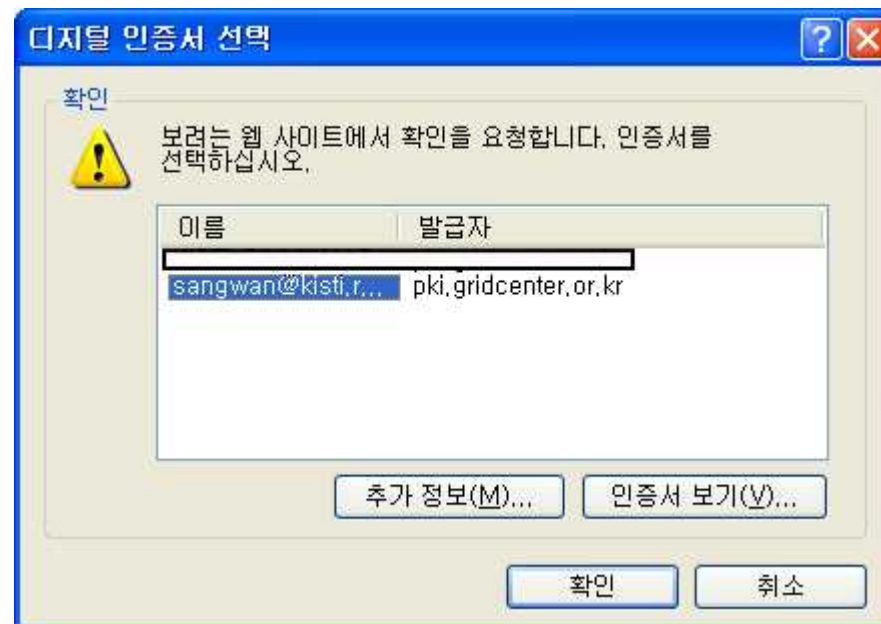 디지털 인증서 선택
확인
보려는 웹 사이트에서 확인을 요청합니다. 인증서를
선택하십시오.
이름 발급자
sangwan@kisti.r... pki.gridcenter.or.kr
추가 정보(M)... 인증서 보기(V)...
확인 취소